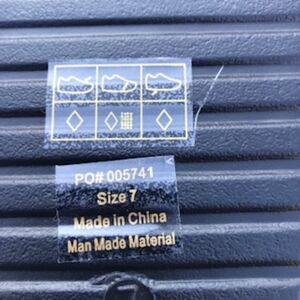 PO# 005741
Size 7
Made in China
Man Made Material